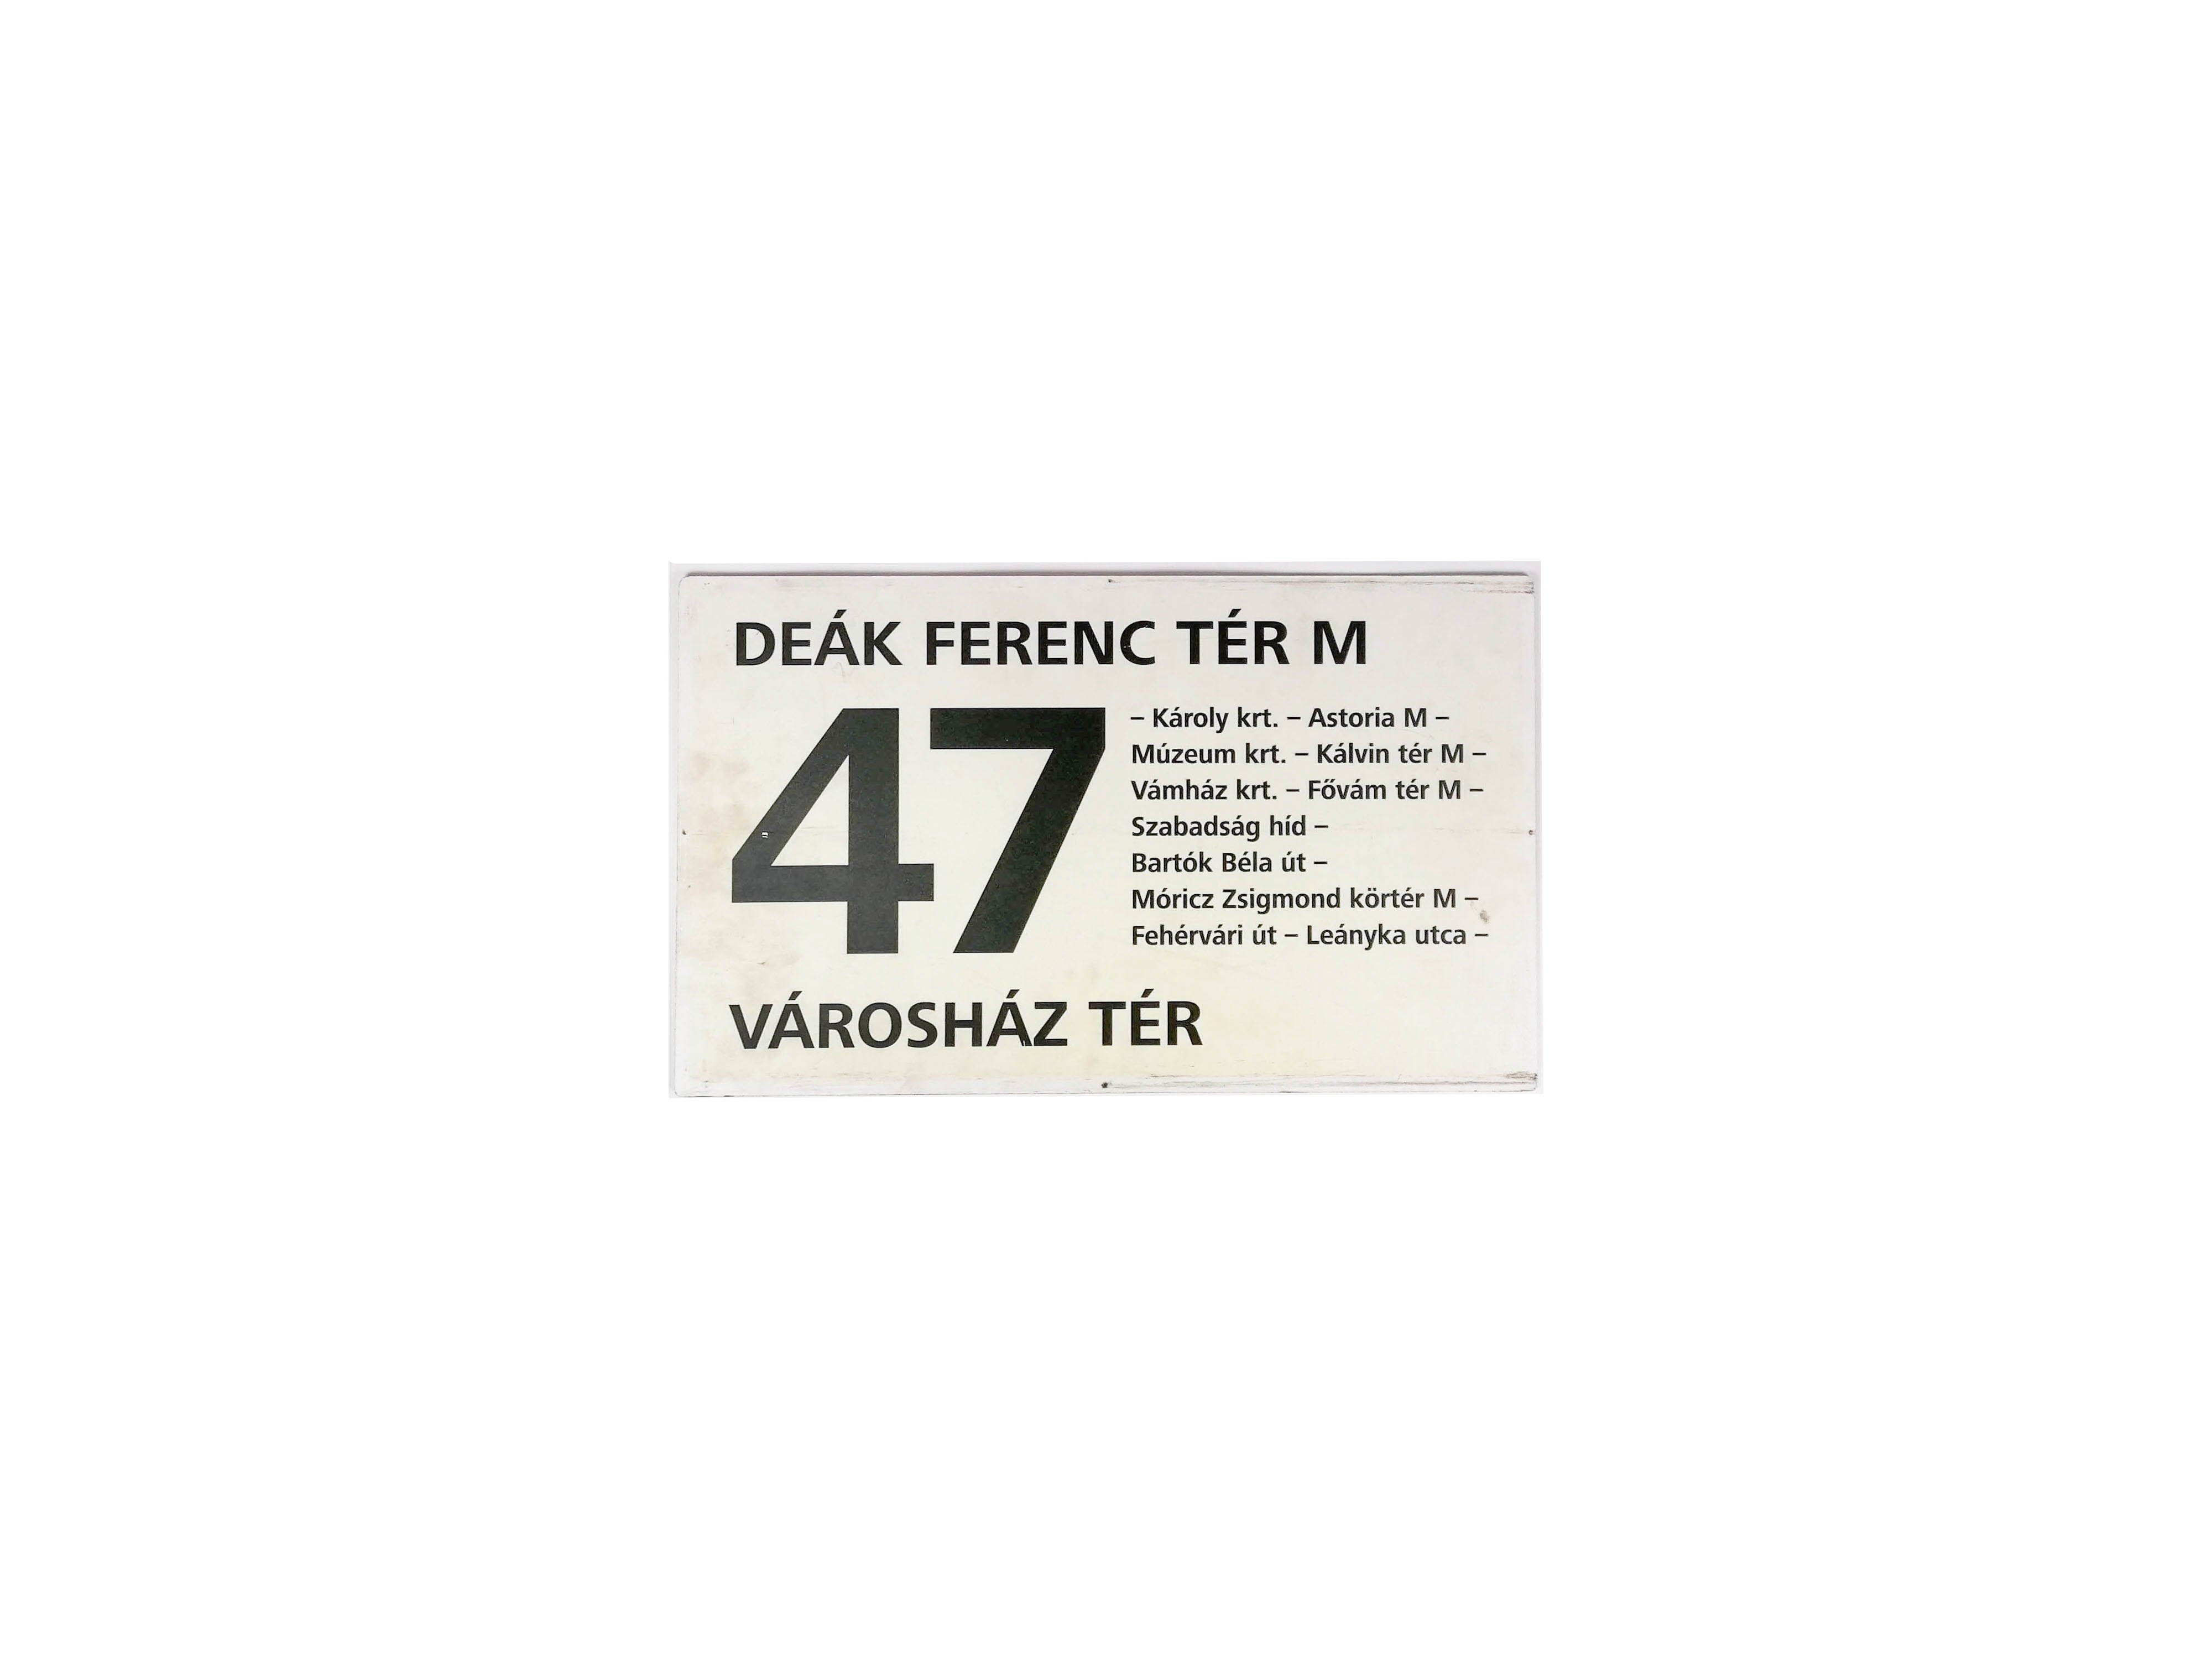 DEÁK FERENC TÉR M
47
– Károly krt. – Astoria M –
Múzeum krt. – Kálvin tér M –
Vámház krt. – Fővám tér M –
Szabadság híd –
Bartók Béla út –
Móricz Zsigmond körtér M –
Fehérvári út – Leányka utca –
VÁROSHÁZ TÉR